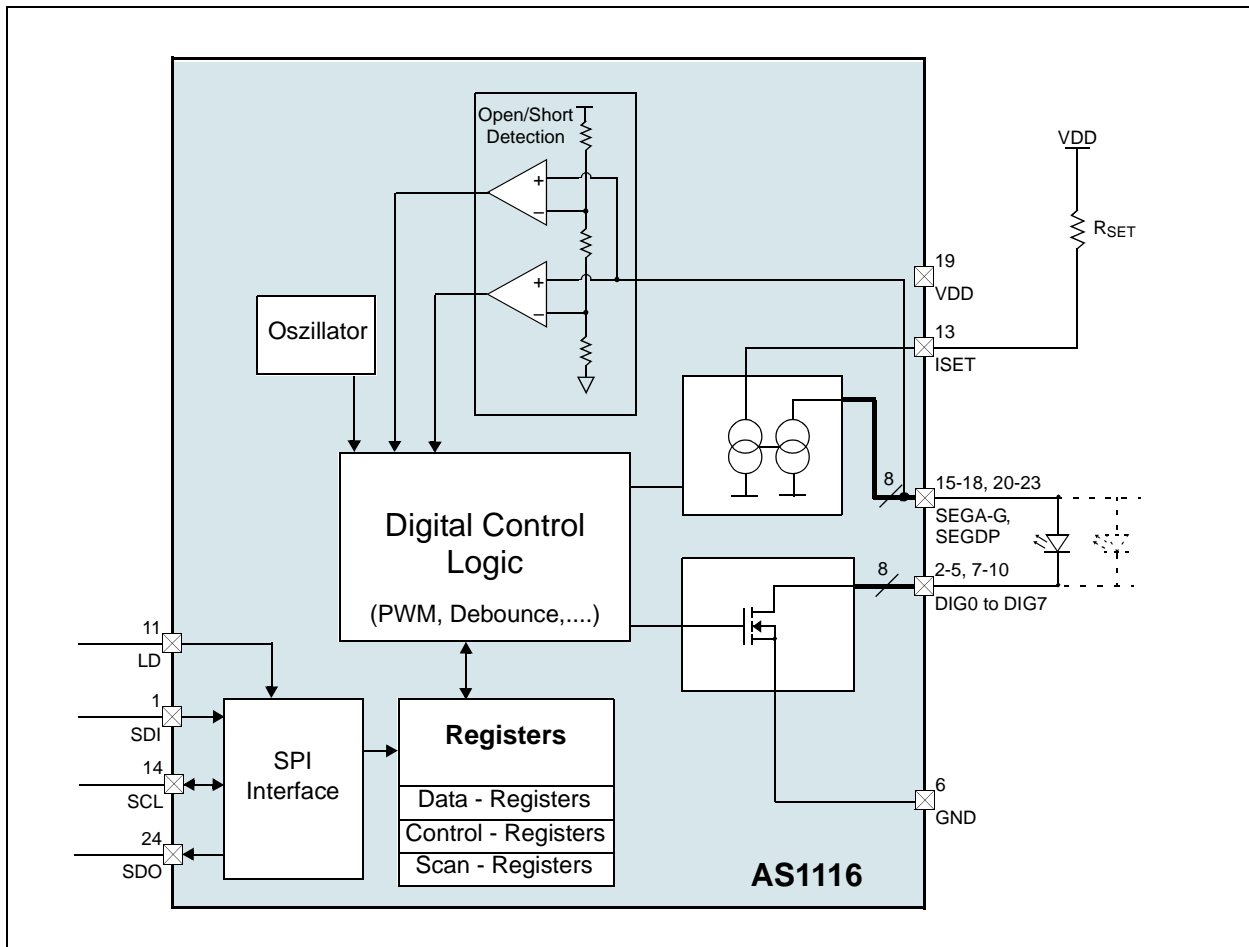 Open/Short
Detection
+
–
+
–
VDD
RSET
19
VDD
13
ISET
Oszillator
8
15-18, 20-23
SEGA-G,
SEGDP
Digital Control
Logic
(PWM, Debounce,....)
8
2-5, 7-10
DIG0 to DIG7
11
LD
1
SDI
14
SCL
24
SDO
SPI
Interface
Registers
Data - Registers
Control - Registers
Scan - Registers
6
GND
AS1116